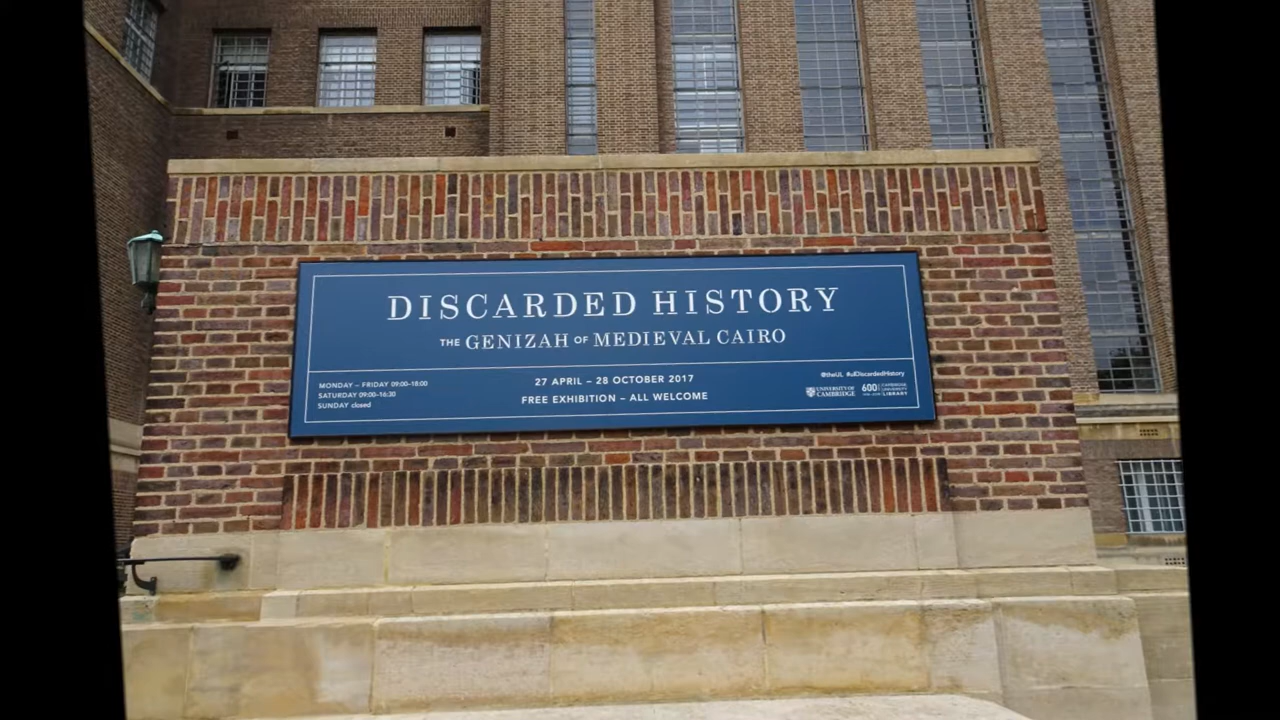 DISCARDED HISTORY
THE GENIZAH OF MEDIEVAL CAIRO
MONDAY – FRIDAY 09:00–18:00
SATURDAY 09:00–16:30
SUNDAY closed
27 APRIL – 28 OCTOBER 2017
FREE EXHIBITION – ALL WELCOME
@theUL #ulDiscardedHistory
UNIVERSITY OF
CAMBRIDGE
600
CAMBRIDGE
UNIVERSITY
LIBRARY